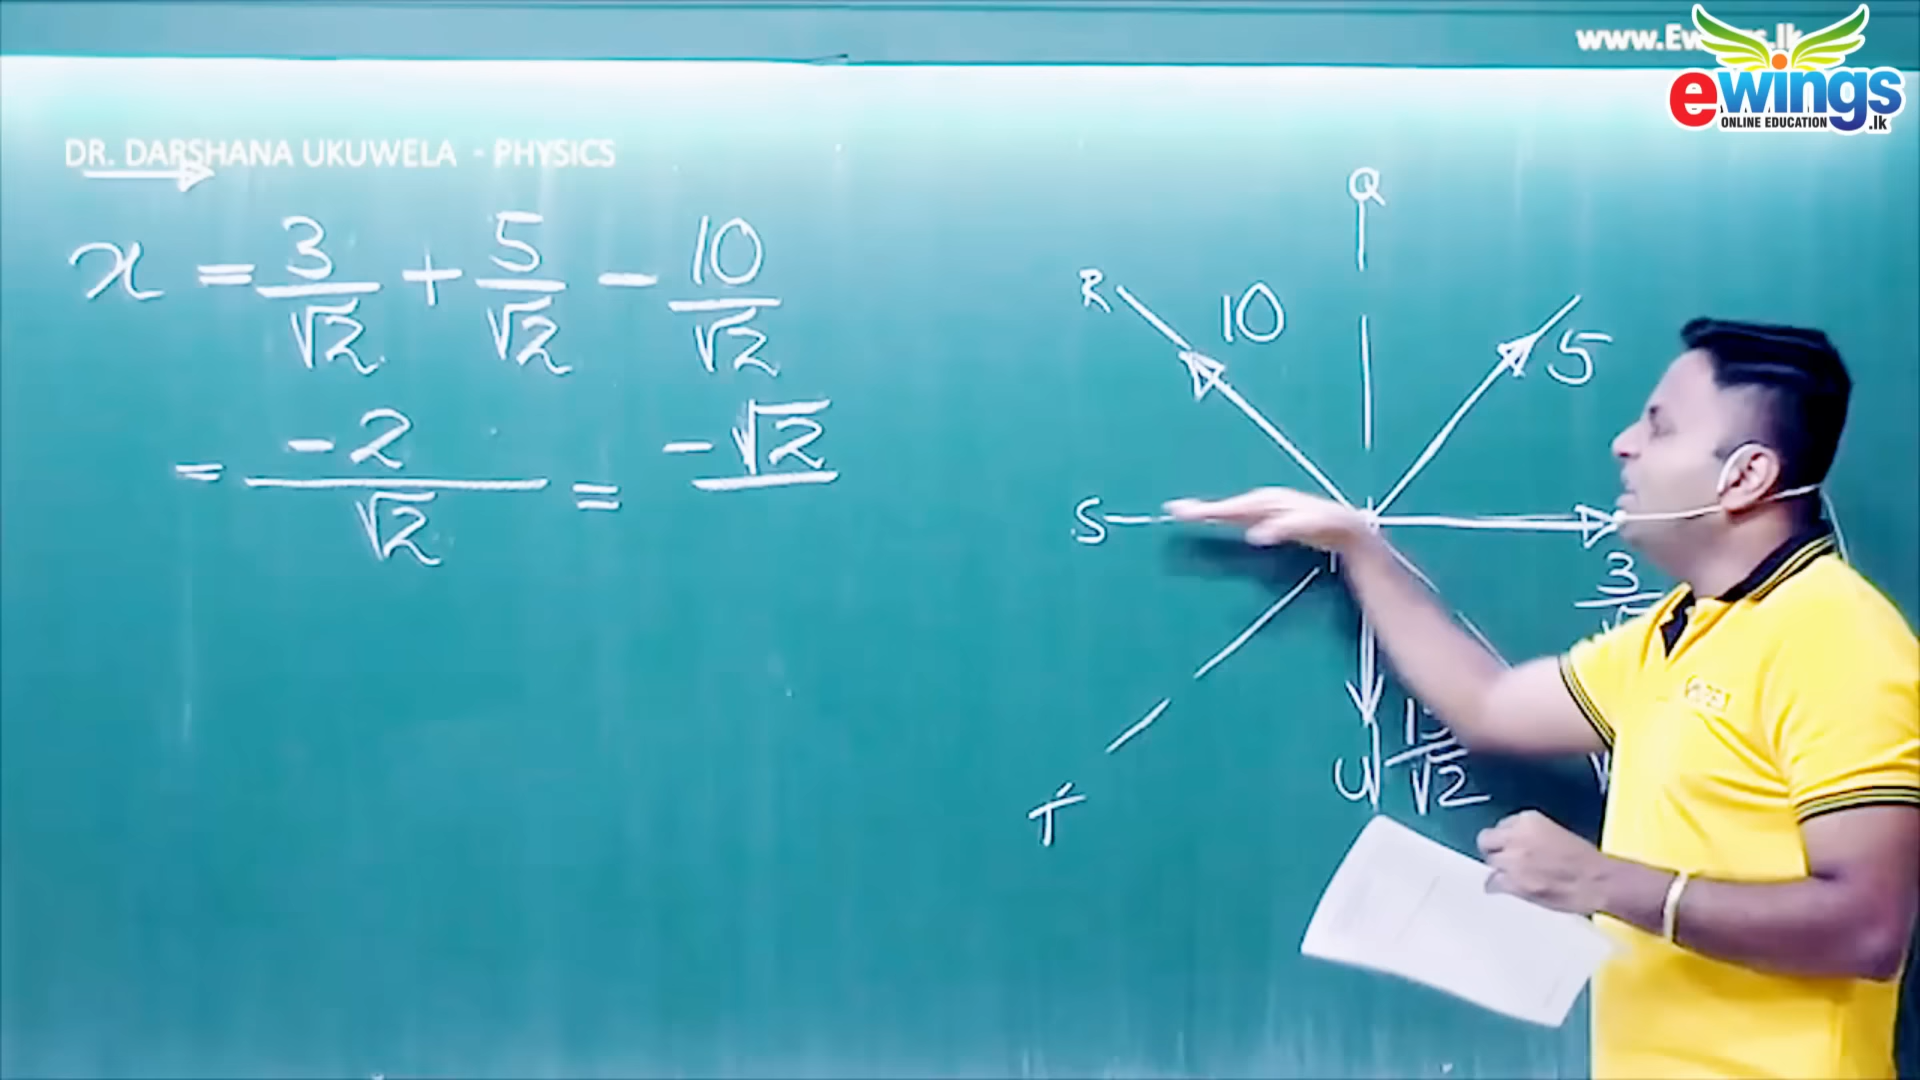 www.Ew
ewings
ONLINE EDUCATION .lk
DR. DARSHANA UKUWELA - PHYSICS
x = 3/√2 + 5/√2 - 10/√2
= -2/√2 = -√2
Q
R 10
5
S
3
U
√2
T